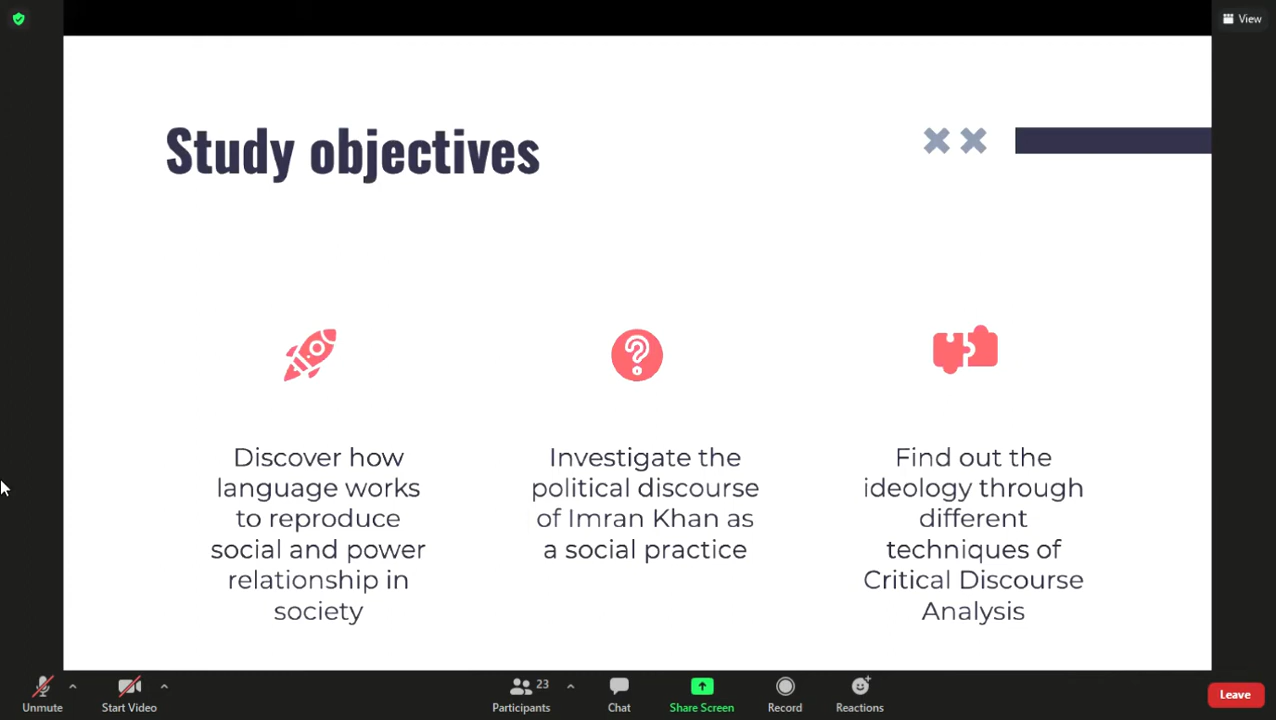 View
Study objectives
Discover how
language works
to reproduce
social and power
relationship in
society
Investigate the
political discourse
of Imran Khan as
a social practice
Find out the
ideology through
different
techniques of
Critical Discourse
Analysis
Unmute
Start Video
23
Participants
Chat
Share Screen
Record
Reactions
Leave